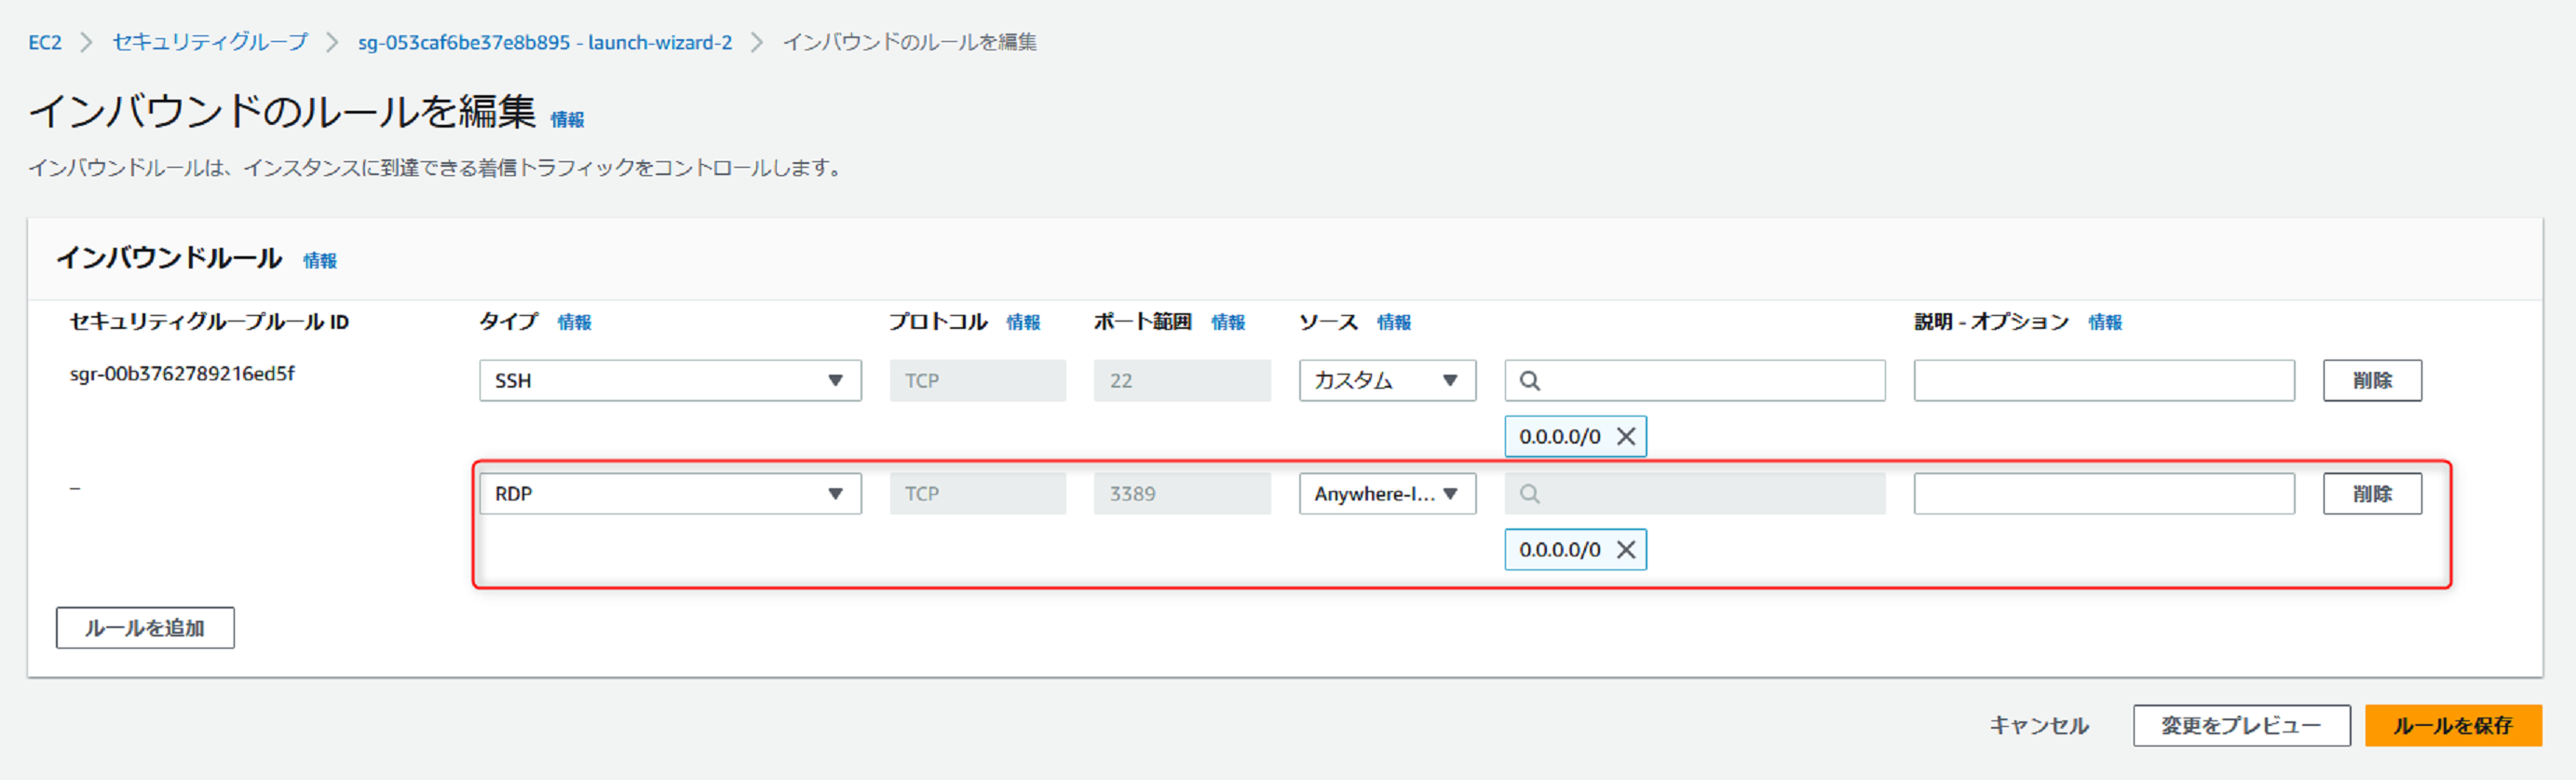 EC2 > セキュリティグループ > sg-053caf6be37e8b895 - launch-wizard-2 > インバウンドのルールを編集
インバウンドのルールを編集 情報
インバウンドルールは、インスタンスに到達できる着信トラフィックをコントロールします。
インバウンドルール 情報
セキュリティグループルール ID タイプ 情報 プロトコル 情報 ポート範囲 情報 ソース 情報 説明 - オプション 情報
sgr-00b3762789216ed5f SSH TCP 22 カスタム 削除
0.0.0.0/0
– RDP TCP 3389 Anywhere-I... 削除
0.0.0.0/0
ルールを追加
キャンセル 変更をプレビュー ルールを保存